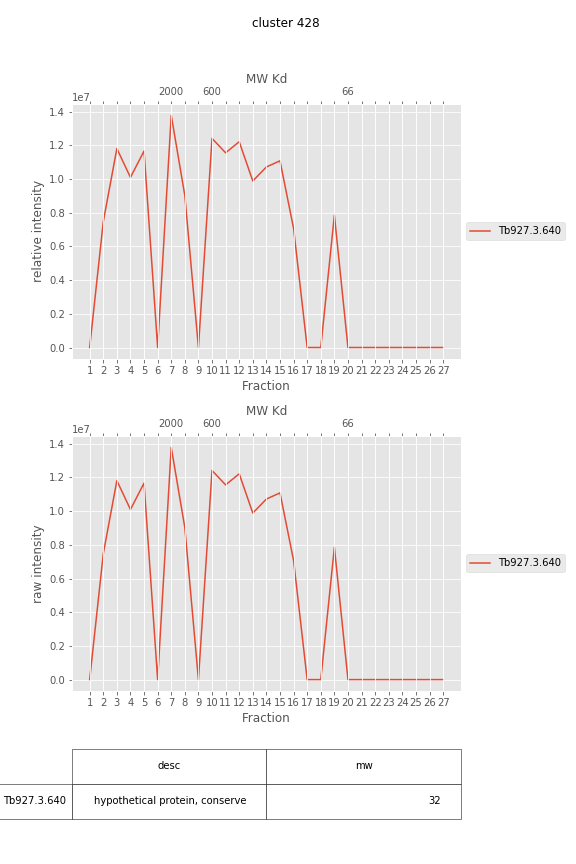 cluster 428
MW Kd
2000 600 66
1e7
1.4
1.2
1.0
0.8
0.6
0.4
0.2
0.0
relative intensity
Tb927.3.640
1 2 3 4 5 6 7 8 9 10 11 12 13 14 15 16 17 18 19 20 21 22 23 24 25 26 27
Fraction
MW Kd
2000 600 66
1e7
1.4
1.2
1.0
0.8
0.6
0.4
0.2
0.0
raw intensity
Tb927.3.640
1 2 3 4 5 6 7 8 9 10 11 12 13 14 15 16 17 18 19 20 21 22 23 24 25 26 27
Fraction
desc mw
Tb927.3.640 hypothetical protein, conserve 32